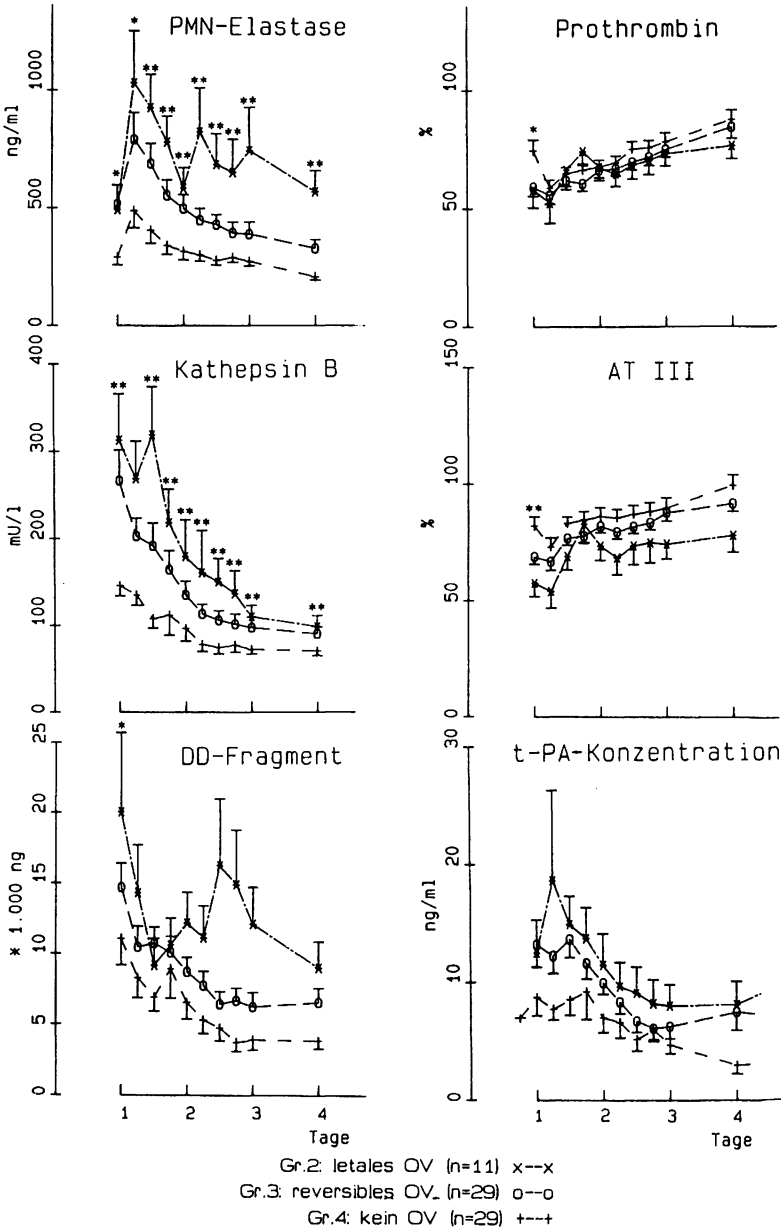 PMN-Elastase
ng/ml
1000
500
0
* * ** ** ** ** ** ** ** **
Prothrombin
%
100
50
0
*
Kathepsin B
mU/l
400
300
200
100
0
** ** ** ** ** ** ** ** ** **
AT III
%
150
100
50
0
**
DD-Fragment
* 1.000 ng
25
20
15
10
5
0
*
1 2 3 4
Tage
t-PA-Konzentration
ng/ml
30
20
10
0
1 2 3 4
Tage
Gr.2: letales OV (n=11) x--x
Gr.3: reversibles OV (n=29) o--o
Gr.4: kein OV (n=29) +--+